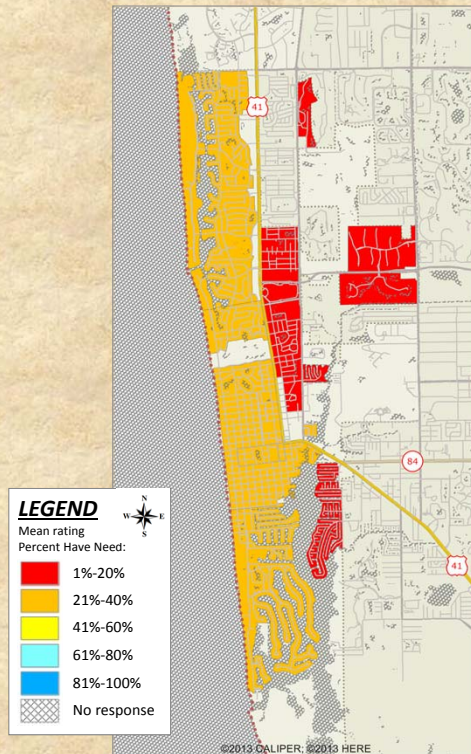 41
84
41
LEGEND
N
W E
S
Mean rating
Percent Have Need:
1%-20%
21%-40%
41%-60%
61%-80%
81%-100%
No response
©2013 CALIPER; ©2013 HERE